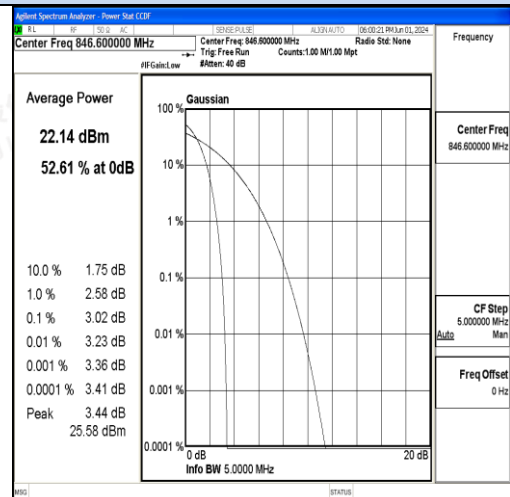 Agilent Spectrum Analyzer - Power Stat CCDF
RL RF 50 Ω AC SENSE:PULSE ALIGN AUTO 06:00:21 PM Jun 01, 2024
Center Freq 846.600000 MHz
Center Freq: 846.600000 MHz Radio Std: None
Trig: Free Run Counts:1.00 M/1.00 Mpt
#IFGain:Low #Atten: 40 dB
Frequency
Average Power
22.14 dBm
52.61 % at 0dB
10.0 % 1.75 dB
1.0 % 2.58 dB
0.1 % 3.02 dB
0.01 % 3.23 dB
0.001 % 3.36 dB
0.0001 % 3.41 dB
Peak 3.44 dB
25.58 dBm
Gaussian
100 %
10 %
1 %
0.1 %
0.01 %
0.001 %
0.0001 %
0 dB 20 dB
Info BW 5.0000 MHz
Center Freq
846.600000 MHz
CF Step
5.000000 MHz
Auto Man
Freq Offset
0 Hz
MSG STATUS